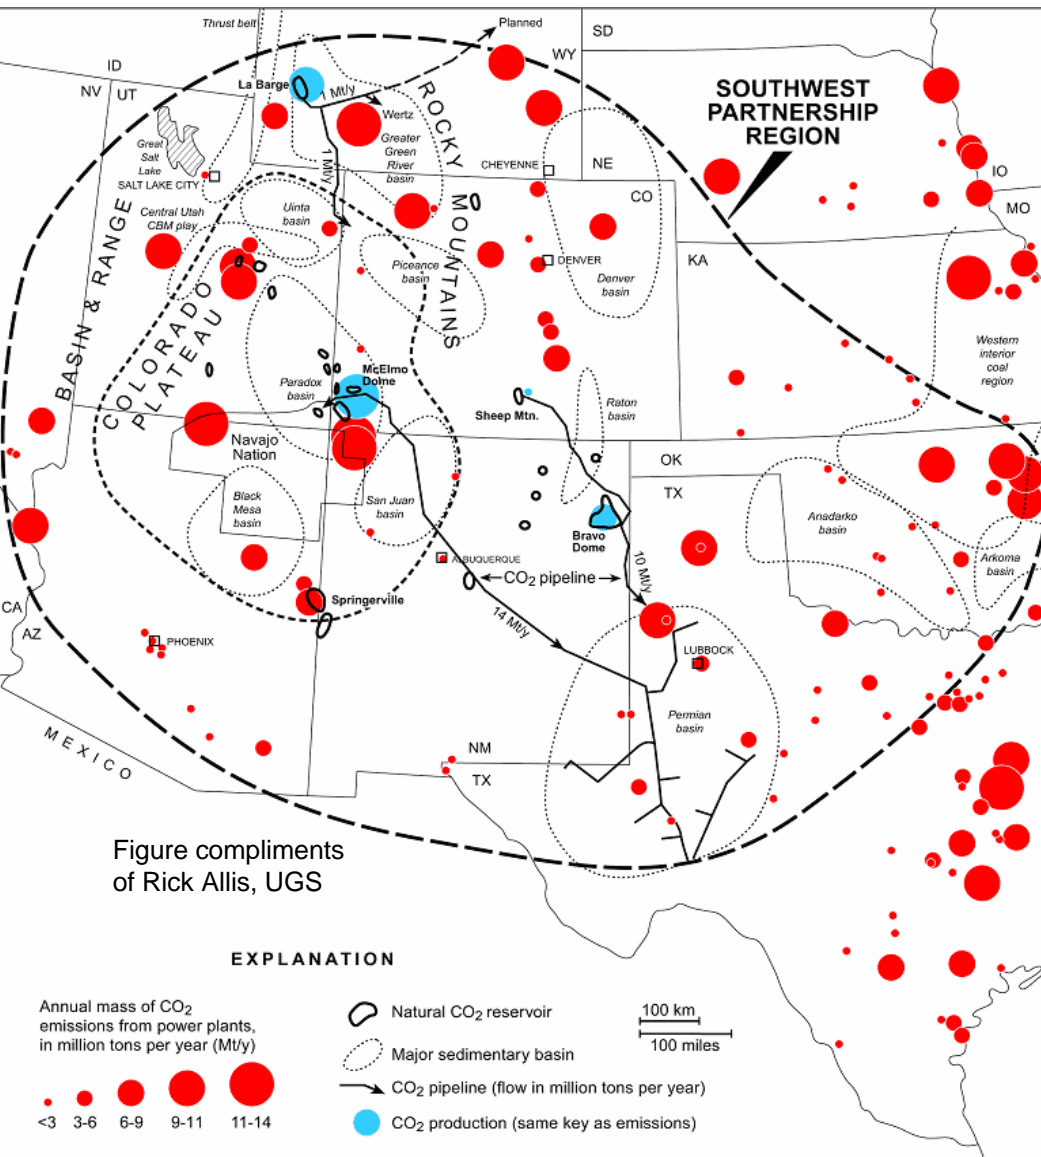 Thrust belt
Planned
SD
WY
ID
NV
UT
La Barge
1 Mt/y
Wertz
SOUTHWEST
PARTNERSHIP
REGION
ROCKY MOUNTAINS
Great
Salt
Lake
SALT LAKE CITY
1 Mt/y
Greater
Green
River
basin
CHEYENNE
NE
IO
MO
CO
Central Utah
CBM play
Uinta
basin
BASIN & RANGE
COLORADO
PLATEAU
Piceance
basin
DENVER
Denver
basin
KA
Western
interior
coal
region
McElmo
Dome
Paradox
basin
Sheep Mtn.
Raton
basin
Navajo
Nation
OK
TX
Black
Mesa
basin
San Juan
basin
Bravo
Dome
Anadarko
basin
Arkoma
basin
ALBUQUERQUE
CO2 pipeline
10 Mt/y
Springerville
14 Mt/y
CA
AZ
PHOENIX
LUBBOCK
Permian
basin
MEXICO
NM
TX
Figure compliments
of Rick Allis, UGS
EXPLANATION
Annual mass of CO2
emissions from power plants,
in million tons per year (Mt/y)
<3 3-6 6-9 9-11 11-14
Natural CO2 reservoir
Major sedimentary basin
CO2 pipeline (flow in million tons per year)
CO2 production (same key as emissions)
100 km
100 miles